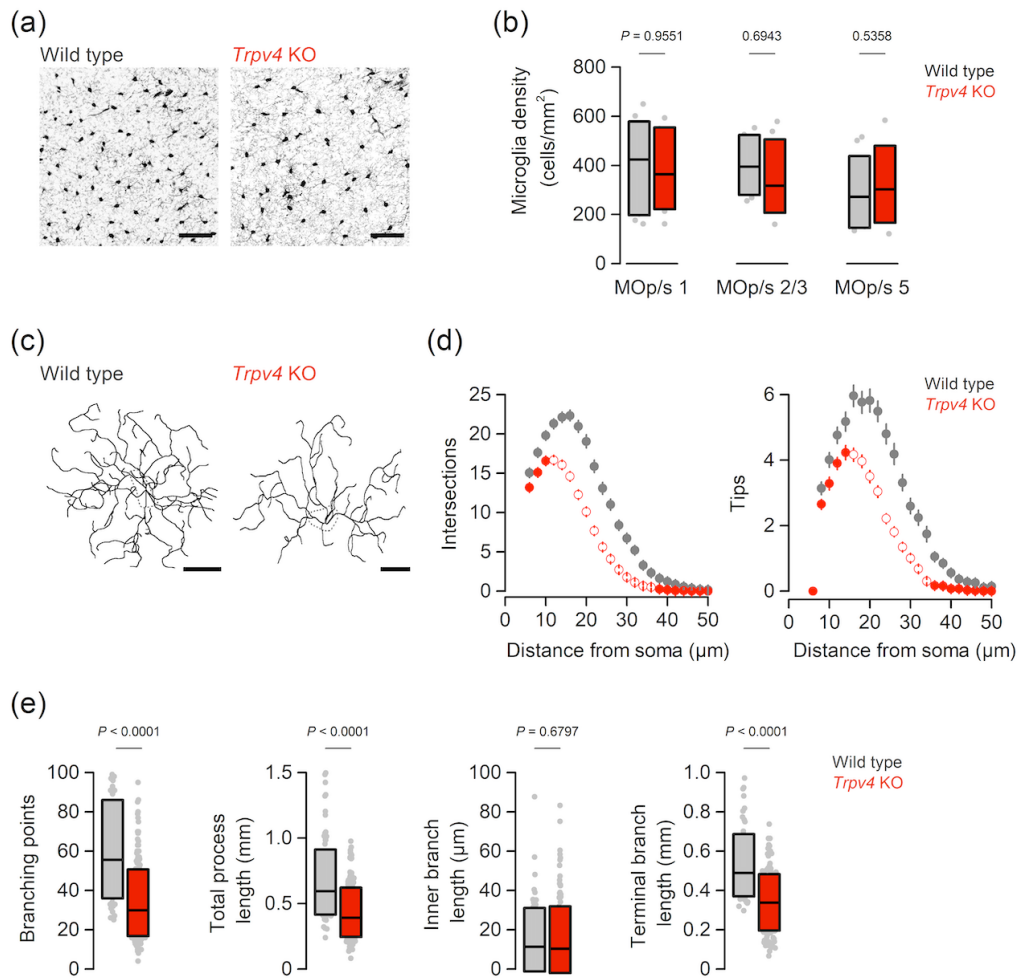 (a)
Wild type
Trpv4 KO
(b)
P = 0.9551
0.6943
0.5358
Wild type
Trpv4 KO
Microglia density
(cells/mm²)
800
600
400
200
0
MOp/s 1
MOp/s 2/3
MOp/s 5
(c)
Wild type
Trpv4 KO
(d)
Wild type
Trpv4 KO
Intersections
25
20
15
10
5
0
0
10
20
30
40
50
Distance from soma (µm)
Tips
6
4
2
0
0
10
20
30
40
50
Distance from soma (µm)
(e)
P < 0.0001
Branching points
100
80
60
40
20
0
P < 0.0001
Total process
length (mm)
1.5
1.0
0.5
0
P = 0.6797
Inner branch
length (µm)
100
80
60
40
20
0
P < 0.0001
Terminal branch
length (mm)
1.0
0.8
0.6
0.4
0.2
0
Wild type
Trpv4 KO